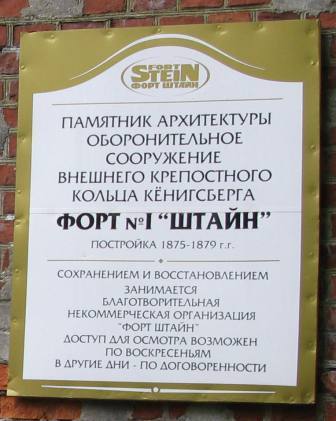 FORT
STEIN
ФОРТ ШТАЙН
ПАМЯТНИК АРХИТЕКТУРЫ
ОБОРОНИТЕЛЬНОЕ
СООРУЖЕНИЕ
ВНЕШНЕГО КРЕПОСТНОГО
КОЛЬЦА КЁНИГСБЕРГА
ФОРТ №I "ШТАЙН"
ПОСТРОЙКА 1875-1879 г.г.
СОХРАНЕНИЕМ И ВОССТАНОВЛЕНИЕМ
ЗАНИМАЕТСЯ
БЛАГОТВОРИТЕЛЬНАЯ
НЕКОММЕРЧЕСКАЯ ОРГАНИЗАЦИЯ
"ФОРТ ШТАЙН"
ДОСТУП ДЛЯ ОСМОТРА ВОЗМОЖЕН
ПО ВОСКРЕСЕНЬЯМ
В ДРУГИЕ ДНИ - ПО ДОГОВОРЕННОСТИ